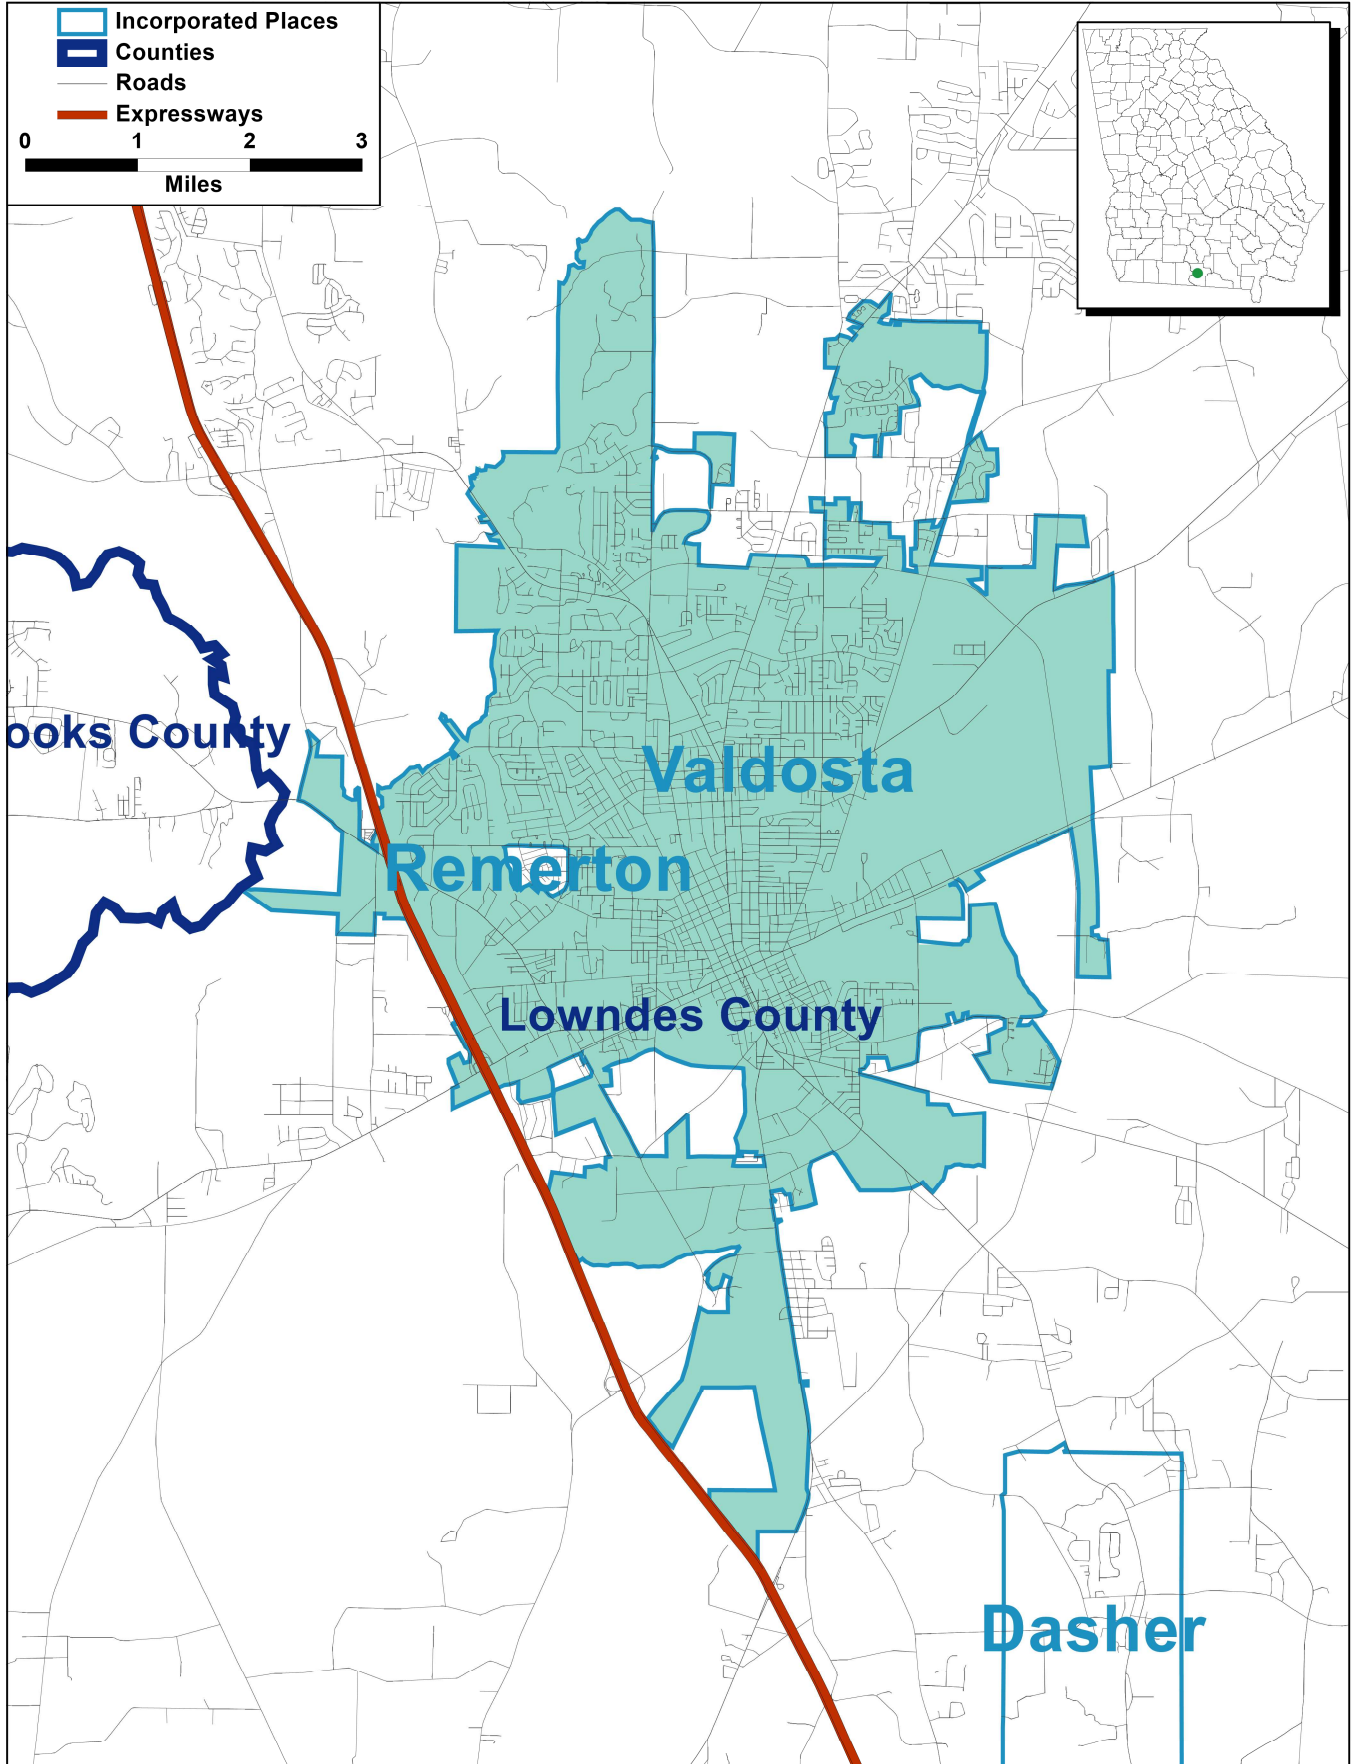 Incorporated Places
Counties
Roads
Expressways
0 1 2 3
Miles
ooks County
Valdosta
Remerton
Lowndes County
Dasher